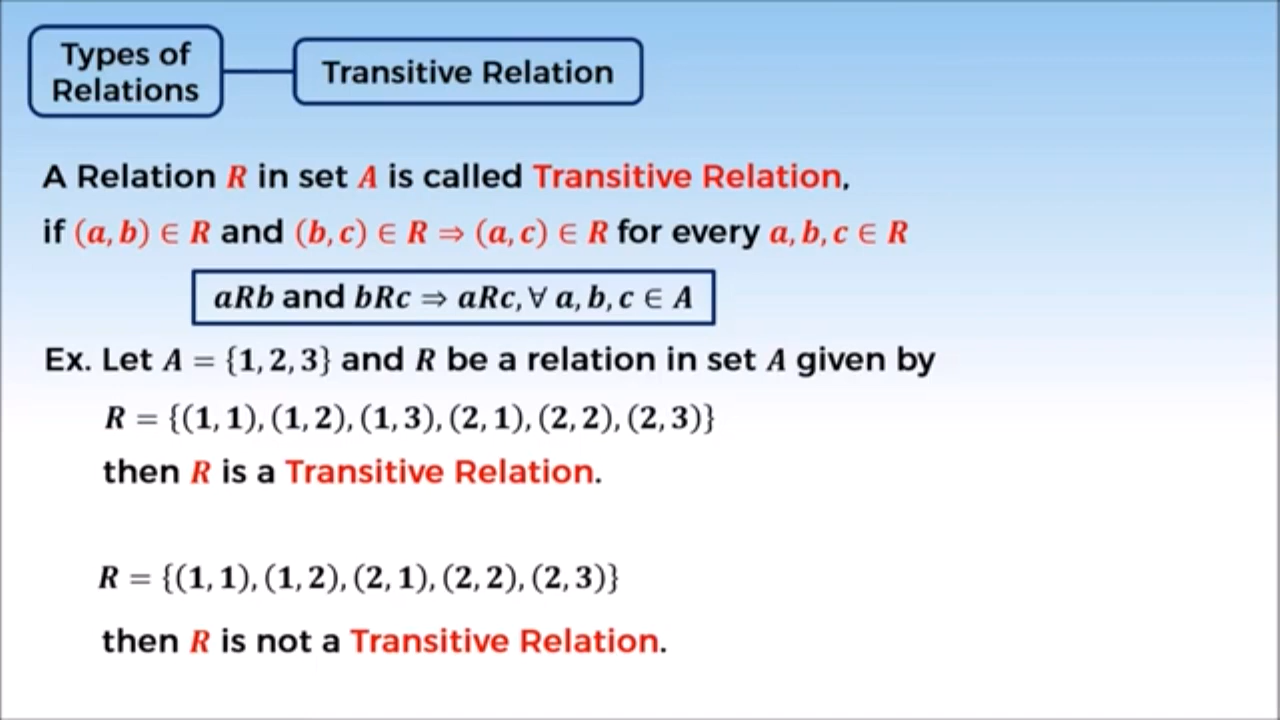 Types of
Relations
Transitive Relation
A Relation R in set A is called Transitive Relation,
if (a, b) ∈ R and (b, c) ∈ R ⇒ (a, c) ∈ R for every a, b, c ∈ R
aRb and bRc ⇒ aRc, ∀ a, b, c ∈ A
Ex. Let A = {1, 2, 3} and R be a relation in set A given by
R = {(1, 1), (1, 2), (1, 3), (2, 1), (2, 2), (2, 3)}
then R is a Transitive Relation.
R = {(1, 1), (1, 2), (2, 1), (2, 2), (2, 3)}
then R is not a Transitive Relation.